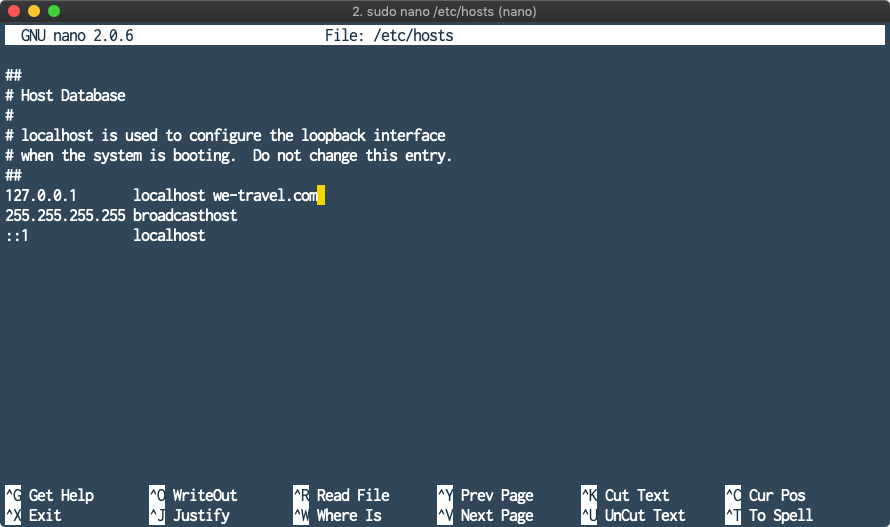 2. sudo nano /etc/hosts (nano)
GNU nano 2.0.6 File: /etc/hosts
##
# Host Database
#
# localhost is used to configure the loopback interface
# when the system is booting.  Do not change this entry.
##
127.0.0.1       localhost we-travel.com
255.255.255.255 broadcasthost
::1             localhost
^G Get Help ^O WriteOut ^R Read File ^Y Prev Page ^K Cut Text ^C Cur Pos
^X Exit ^J Justify ^W Where Is ^V Next Page ^U UnCut Text ^T To Spell